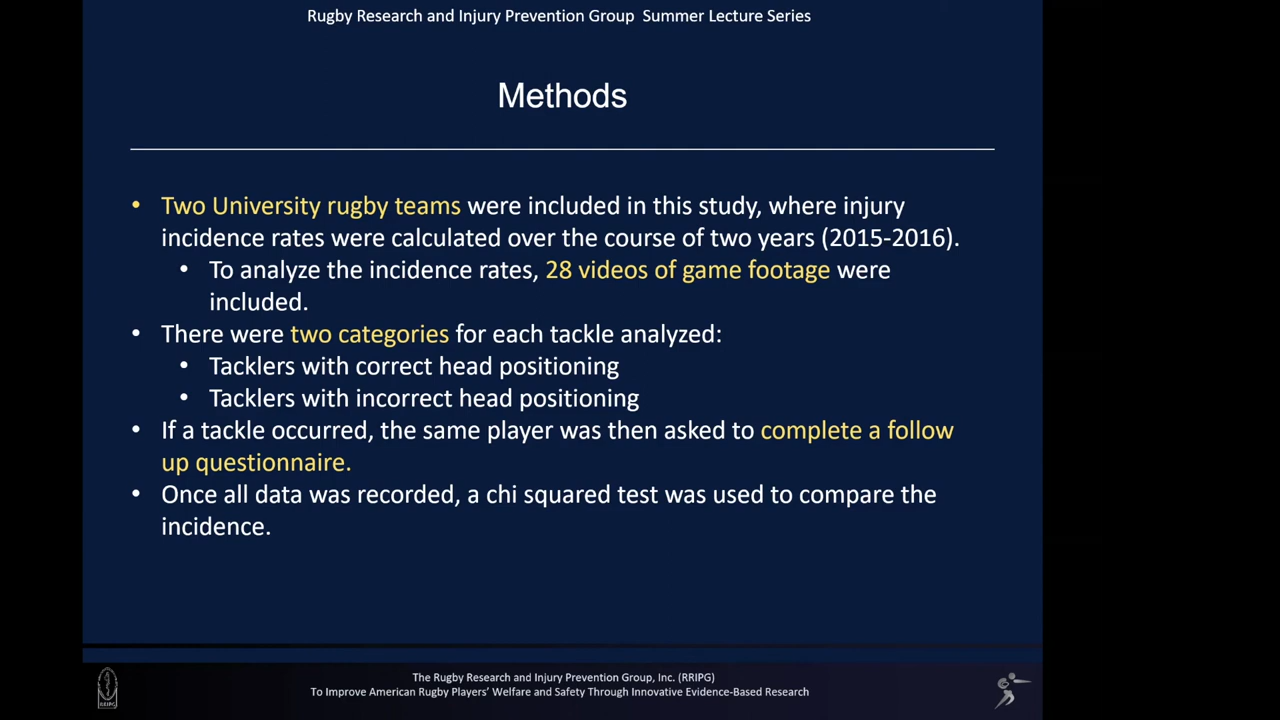 Rugby Research and Injury Prevention Group Summer Lecture Series
Methods
• Two University rugby teams were included in this study, where injury
incidence rates were calculated over the course of two years (2015-2016).
• To analyze the incidence rates, 28 videos of game footage were
included.
• There were two categories for each tackle analyzed:
• Tacklers with correct head positioning
• Tacklers with incorrect head positioning
• If a tackle occurred, the same player was then asked to complete a follow
up questionnaire.
• Once all data was recorded, a chi squared test was used to compare the
incidence.
The Rugby Research and Injury Prevention Group, Inc. (RRIPG)
To Improve American Rugby Players' Welfare and Safety Through Innovative Evidence-Based Research
RRIPG